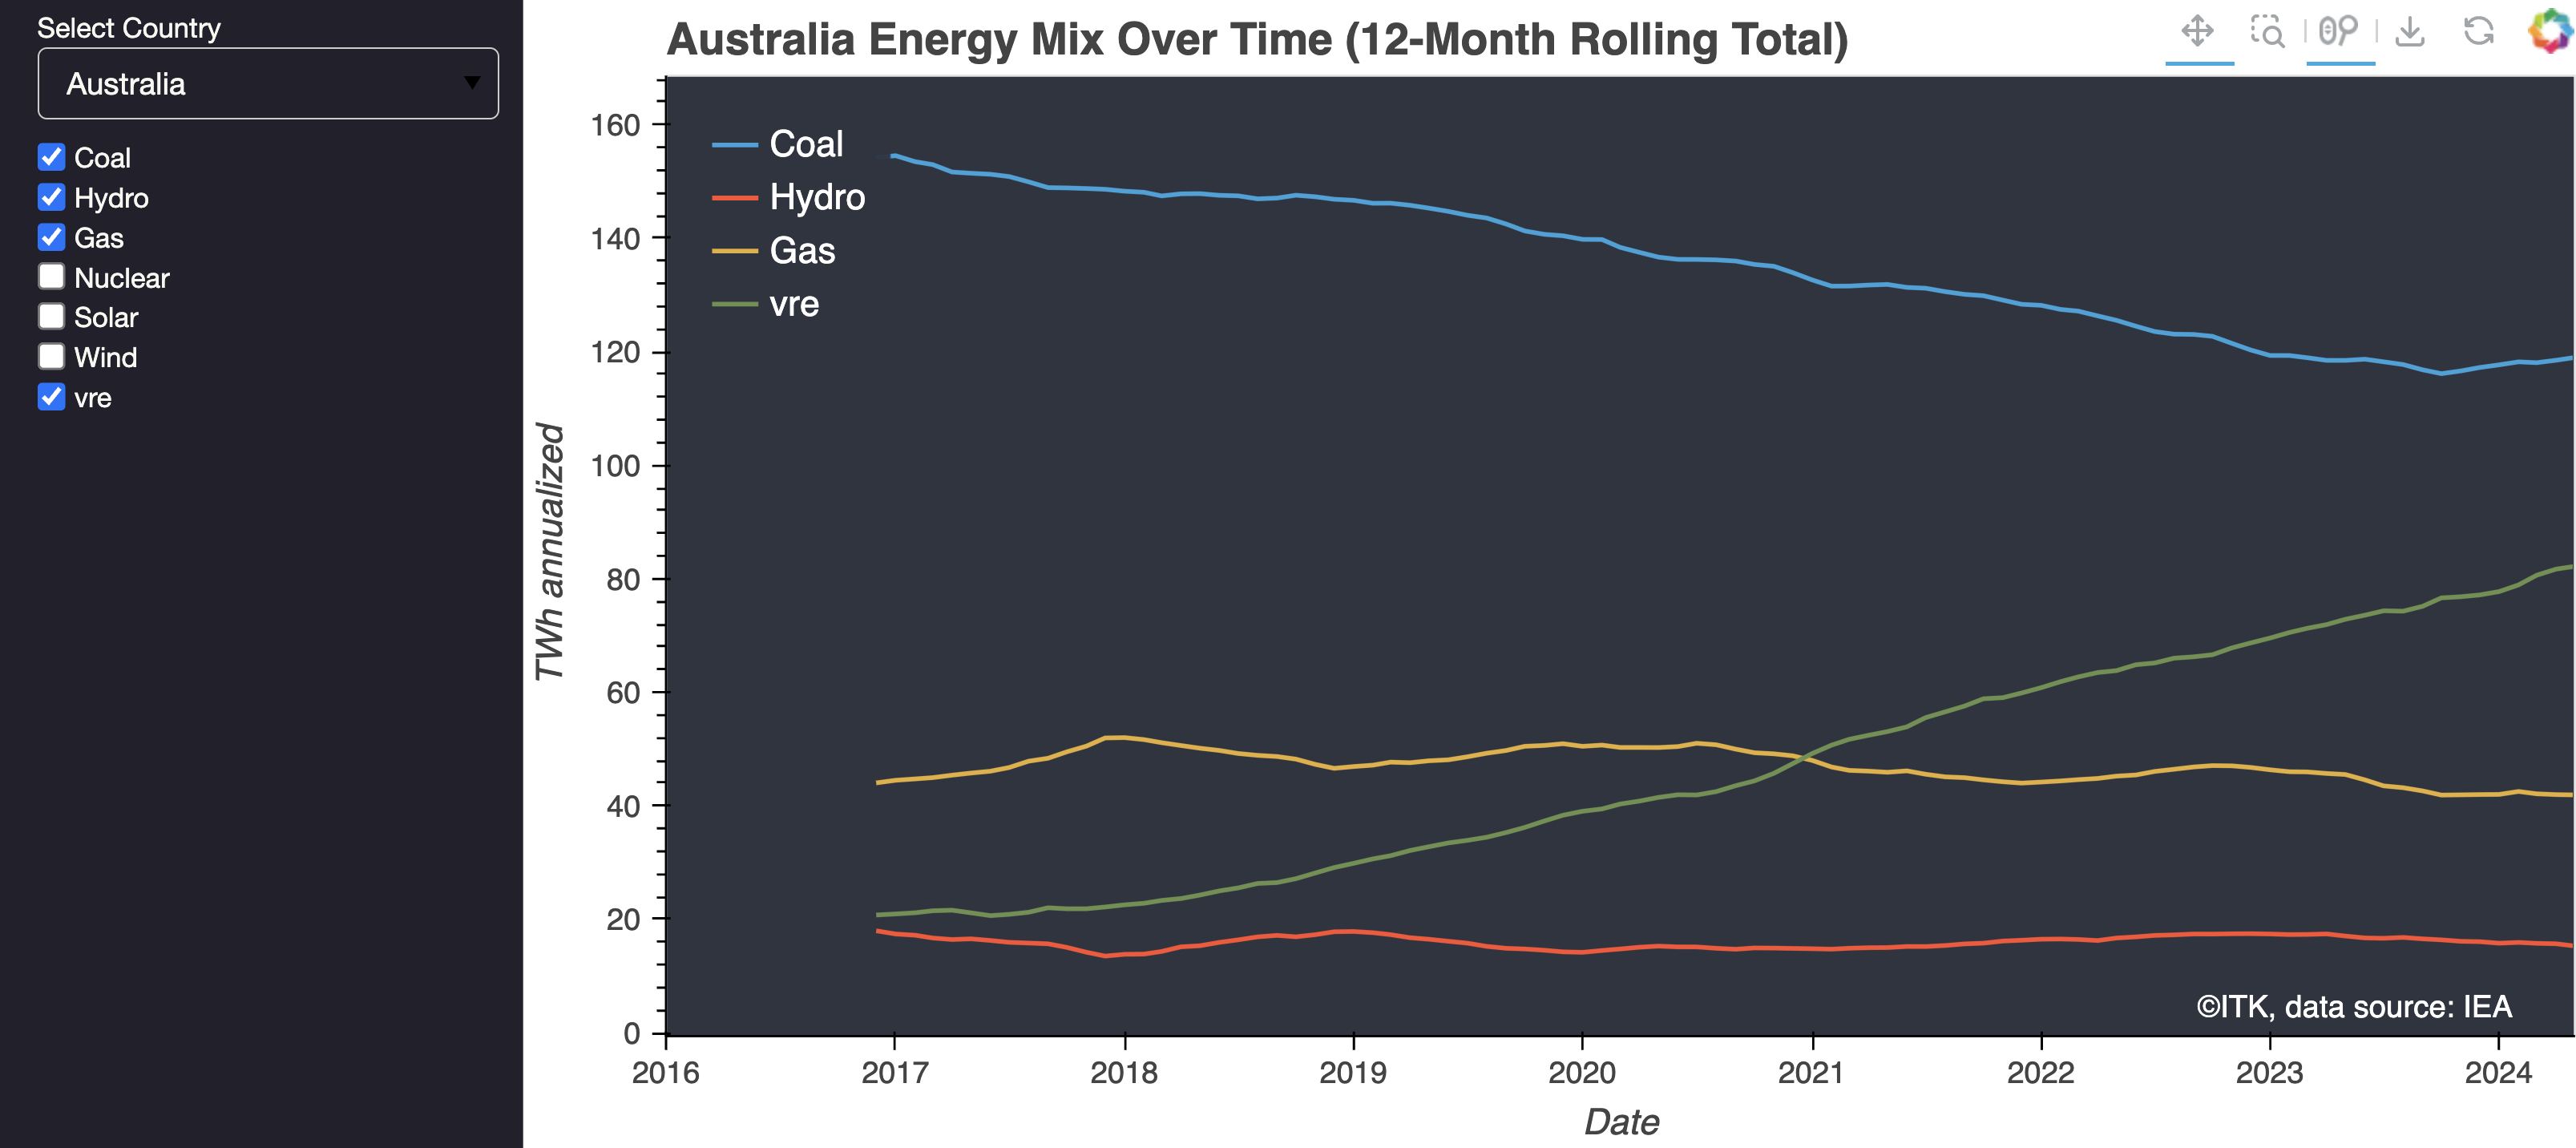 Select Country
Australia
Coal
Hydro
Gas
Nuclear
Solar
Wind
vre
Australia Energy Mix Over Time (12-Month Rolling Total)
TWh annualized
160
140
120
100
80
60
40
20
0
Coal
Hydro
Gas
vre
©ITK, data source: IEA
2016 2017 2018 2019 2020 2021 2022 2023 2024
Date